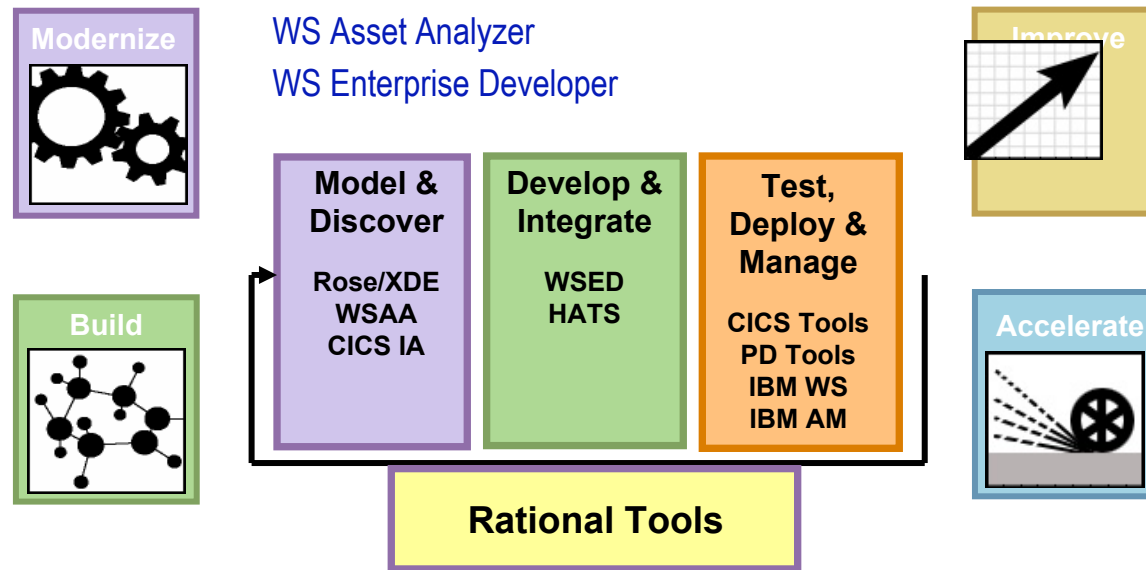 Modernize
WS Asset Analyzer
WS Enterprise Developer
Improve
Model &
Discover
Rose/XDE
WSAA
CICS IA
Develop &
Integrate
WSED
HATS
Test,
Deploy &
Manage
CICS Tools
PD Tools
IBM WS
IBM AM
Build
Accelerate
Rational Tools